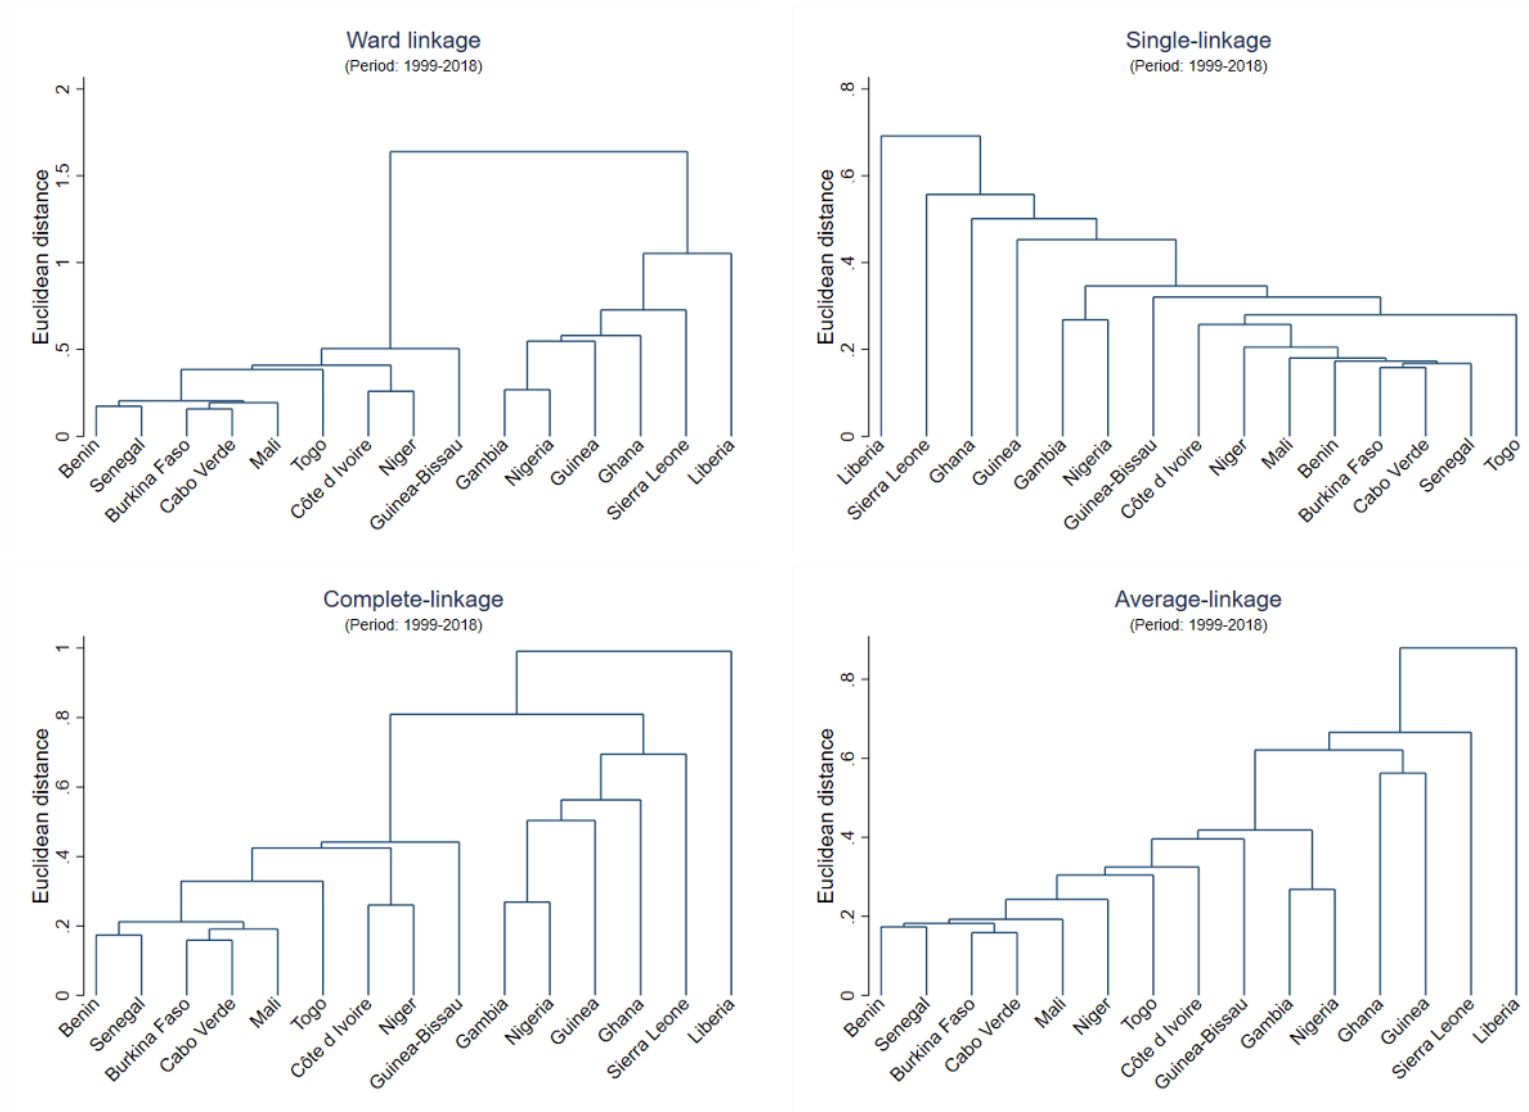 Ward linkage
(Period: 1999-2018)
Euclidean distance
2
1.5
1
.5
0
Benin
Senegal
Burkina Faso
Cabo Verde
Mali
Togo
Côte d Ivoire
Niger
Guinea-Bissau
Gambia
Nigeria
Guinea
Ghana
Sierra Leone
Liberia
Single-linkage
(Period: 1999-2018)
Euclidean distance
.8
.6
.4
.2
0
Liberia
Sierra Leone
Ghana
Guinea
Gambia
Nigeria
Guinea-Bissau
Côte d Ivoire
Niger
Mali
Benin
Burkina Faso
Cabo Verde
Senegal
Togo
Complete-linkage
(Period: 1999-2018)
Euclidean distance
1
.8
.6
.4
.2
0
Benin
Senegal
Burkina Faso
Cabo Verde
Mali
Togo
Côte d Ivoire
Niger
Guinea-Bissau
Gambia
Nigeria
Guinea
Ghana
Sierra Leone
Liberia
Average-linkage
(Period: 1999-2018)
Euclidean distance
.8
.6
.4
.2
0
Benin
Senegal
Burkina Faso
Cabo Verde
Mali
Niger
Togo
Côte d Ivoire
Guinea-Bissau
Gambia
Nigeria
Ghana
Guinea
Sierra Leone
Liberia